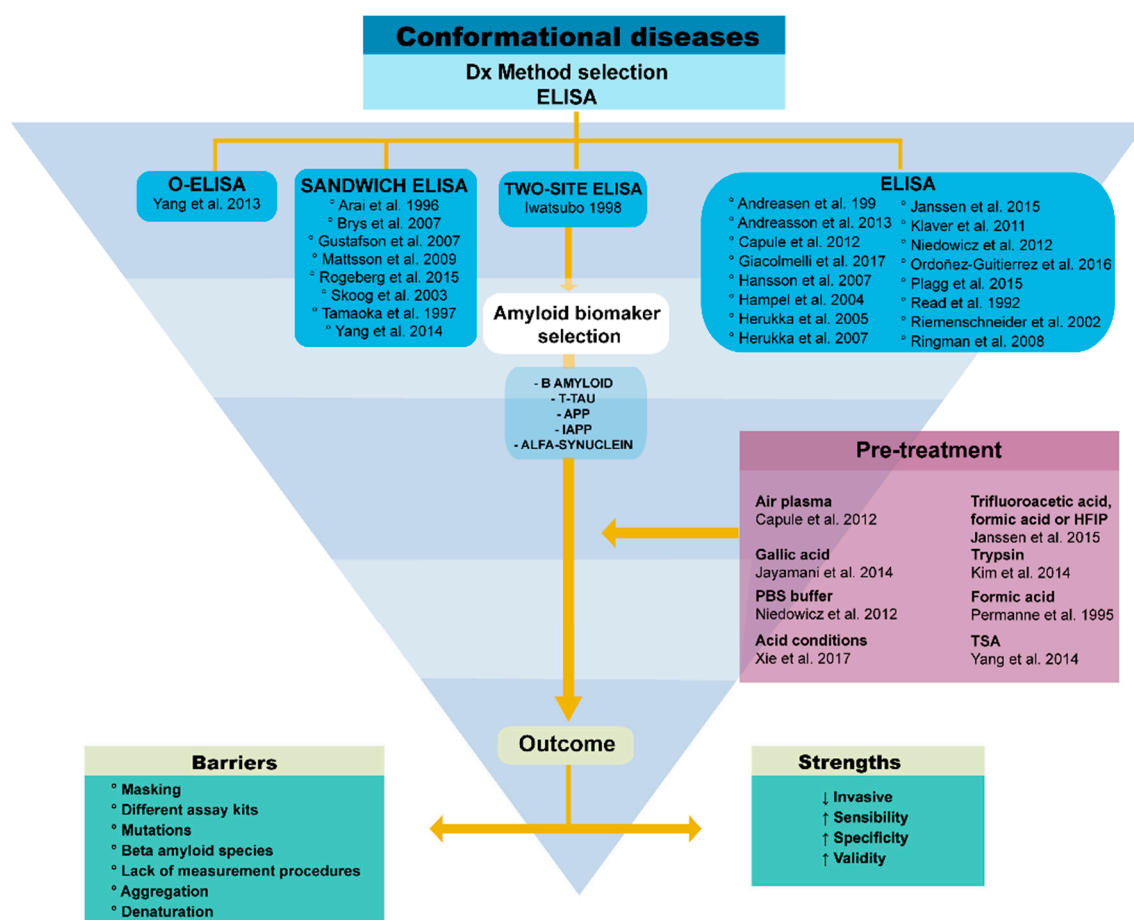 Conformational diseases
Dx Method selection
ELISA
O-ELISA
Yang et al. 2013
SANDWICH ELISA
° Arai et al. 1996
° Brys et al. 2007
° Gustafson et al. 2007
° Mattsson et al. 2009
° Rogeberg et al. 2015
° Skoog et al. 2003
° Tamaoka et al. 1997
° Yang et al. 2014
TWO-SITE ELISA
Iwatsubo 1998
ELISA
° Andreasen et al. 199
° Andreasson et al. 2013
° Capule et al. 2012
° Giacolmelli et al. 2017
° Hansson et al. 2007
° Hampel et al. 2004
° Herukka et al. 2005
° Herukka et al. 2007
° Janssen et al. 2015
° Klaver et al. 2011
° Niedowicz et al. 2012
° Ordoñez-Guitierrez et al. 2016
° Plagg et al. 2015
° Read et al. 1992
° Riemenschneider et al. 2002
° Ringman et al. 2008
Amyloid biomaker
selection
- B AMYLOID
- T-TAU
- APP
- IAPP
- ALFA-SYNUCLEIN
Pre-treatment
Air plasma
Capule et al. 2012
Gallic acid
Jayamani et al. 2014
PBS buffer
Niedowicz et al. 2012
Acid conditions
Xie et al. 2017
Trifluoroacetic acid,
formic acid or HFIP
Janssen et al. 2015
Trypsin
Kim et al. 2014
Formic acid
Permanne et al. 1995
TSA
Yang et al. 2014
Outcome
Barriers
° Masking
° Different assay kits
° Mutations
° Beta amyloid species
° Lack of measurement procedures
° Aggregation
° Denaturation
Strengths
↓ Invasive
↑ Sensibility
↑ Specificity
↑ Validity